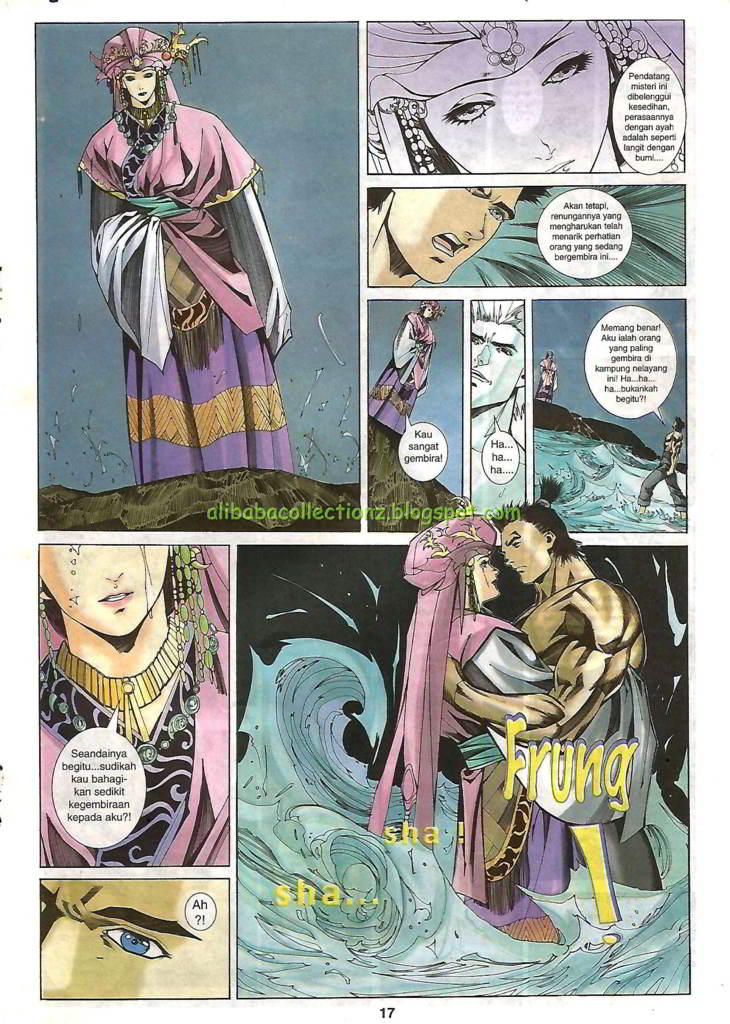 Pendatang
misteri ini
dibelenggui
kesedihan,
perasaannya
dengan ayah
adalah seperti
langit dengan
bumi....
Akan tetapi,
renungannya yang
mengharukan telah
menarik perhatian
orang yang sedang
bergembira ini....
Kau
sangat
gembira!
Ha...
ha...
ha....
Memang benar!
Aku ialah orang
yang paling
gembira di
kampung nelayang
ini! Ha...ha...
ha...bukankah
begitu?!
alibabacollectionz.blogspot.com
Seandainya
begitu...sudikah
kau bahagi-
kan sedikit
kegembiraan
kepada aku?!
Frung
!
sha !
sha...
Ah
?!
17